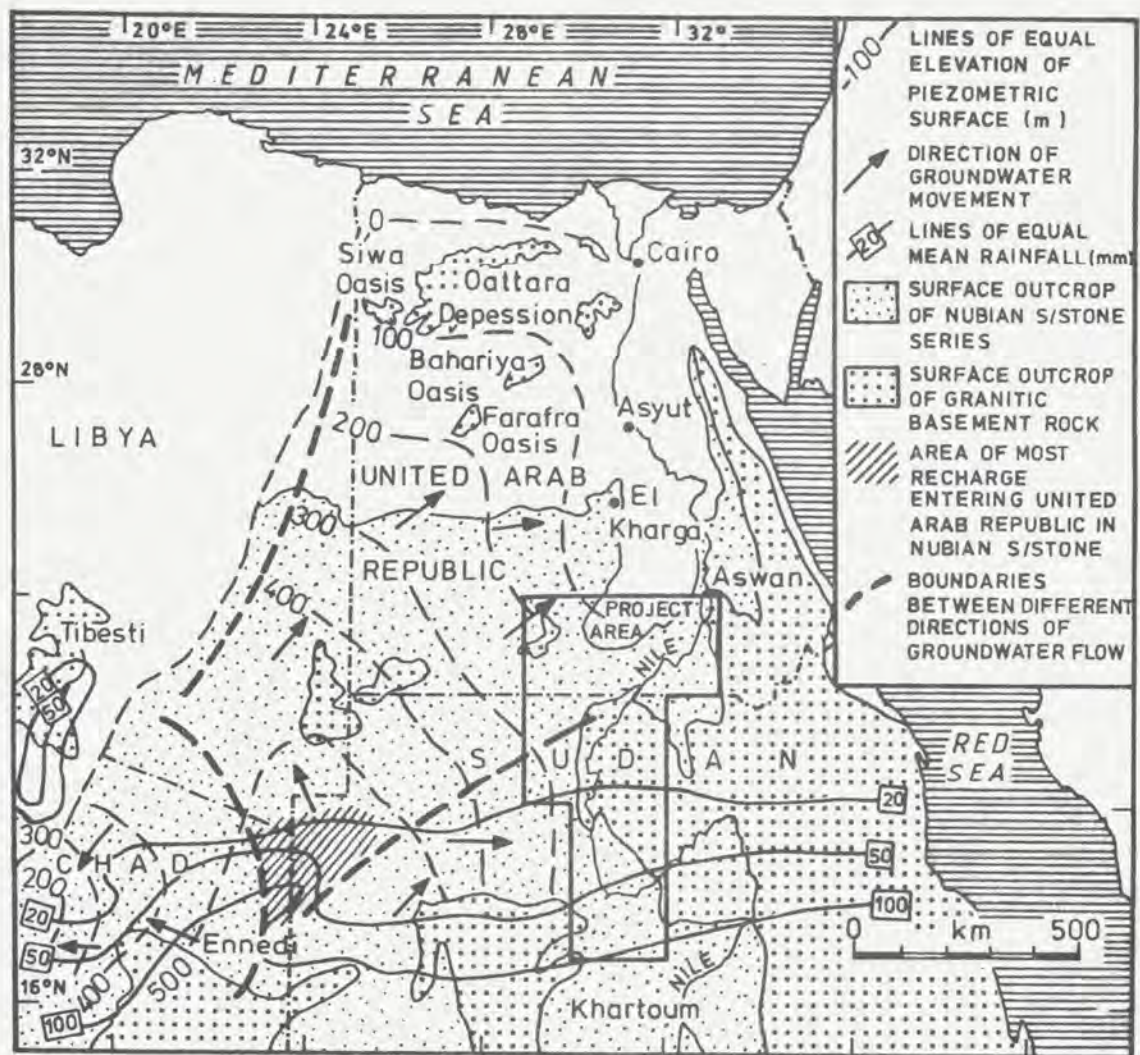 20°E 24°E 28°E 32°
MEDITERRANEAN
SEA
32°N
0
Siwa
Oasis
Cairo
Oattara
Depession
100
28°N
Bahariya
Oasis
Farafra
Oasis
Asyut
LIBYA
200
UNITED ARAB
El
Kharga
300
REPUBLIC
Aswan
400
PROJECT
AREA
NILE
Tibesti
20
50
SUDAN
RED
SEA
20
300
CHAD
50
200
20
100
50
Ennedi
0 km 500
400
500
16°N
NILE
100
Khartoum
-100-
LINES OF EQUAL
ELEVATION OF
PIEZOMETRIC
SURFACE (m)
DIRECTION OF
GROUNDWATER
MOVEMENT
20
LINES OF EQUAL
MEAN RAINFALL (mm)
SURFACE OUTCROP
OF NUBIAN S/STONE
SERIES
SURFACE OUTCROP
OF GRANITIC
BASEMENT ROCK
AREA OF MOST
RECHARGE
ENTERING UNITED
ARAB REPUBLIC IN
NUBIAN S/STONE
BOUNDARIES
BETWEEN DIFFERENT
DIRECTIONS OF
GROUNDWATER FLOW